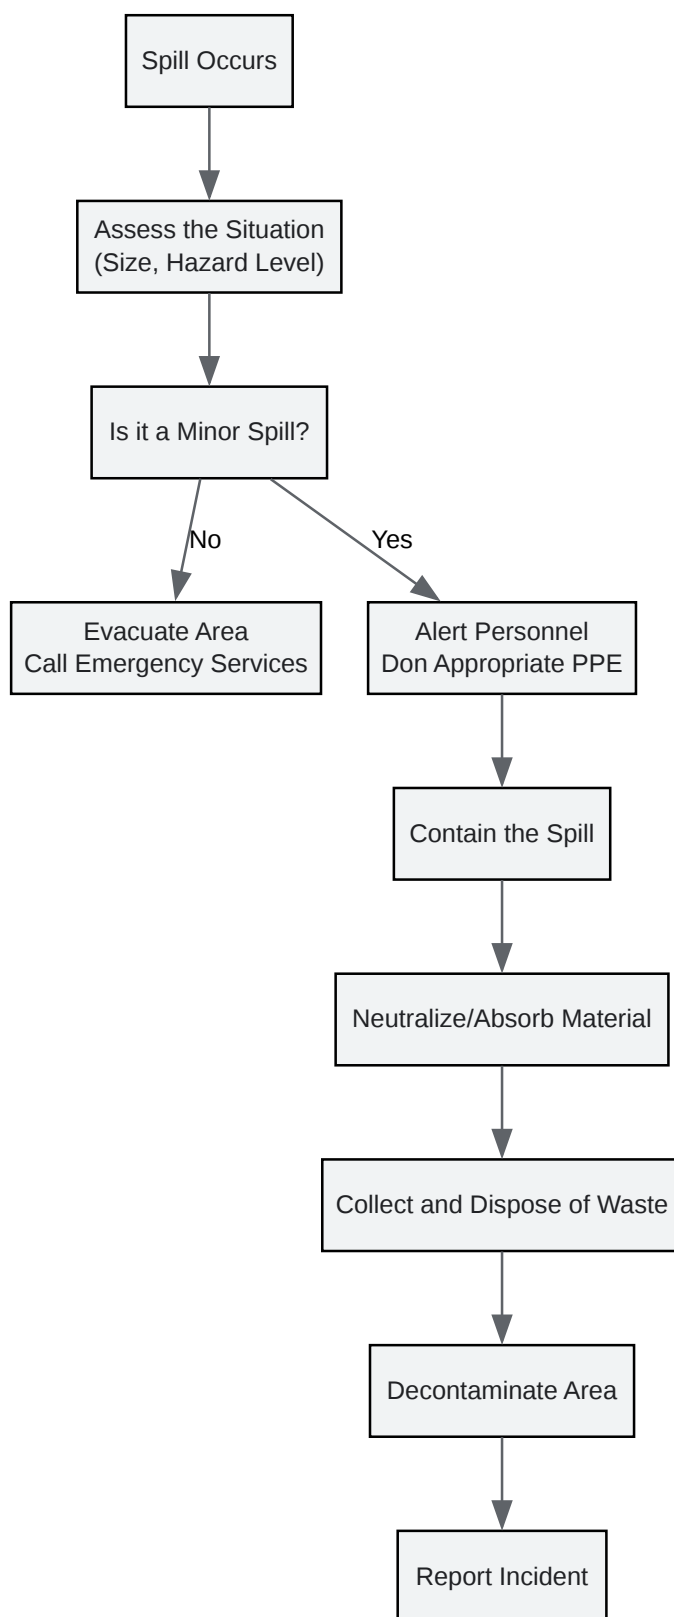 Spill Occurs
Assess the Situation
(Size, Hazard Level)
Is it a Minor Spill?
No
Yes
Evacuate Area
Call Emergency Services
Alert Personnel
Don Appropriate PPE
Contain the Spill
Neutralize/Absorb Material
Collect and Dispose of Waste
Decontaminate Area
Report Incident